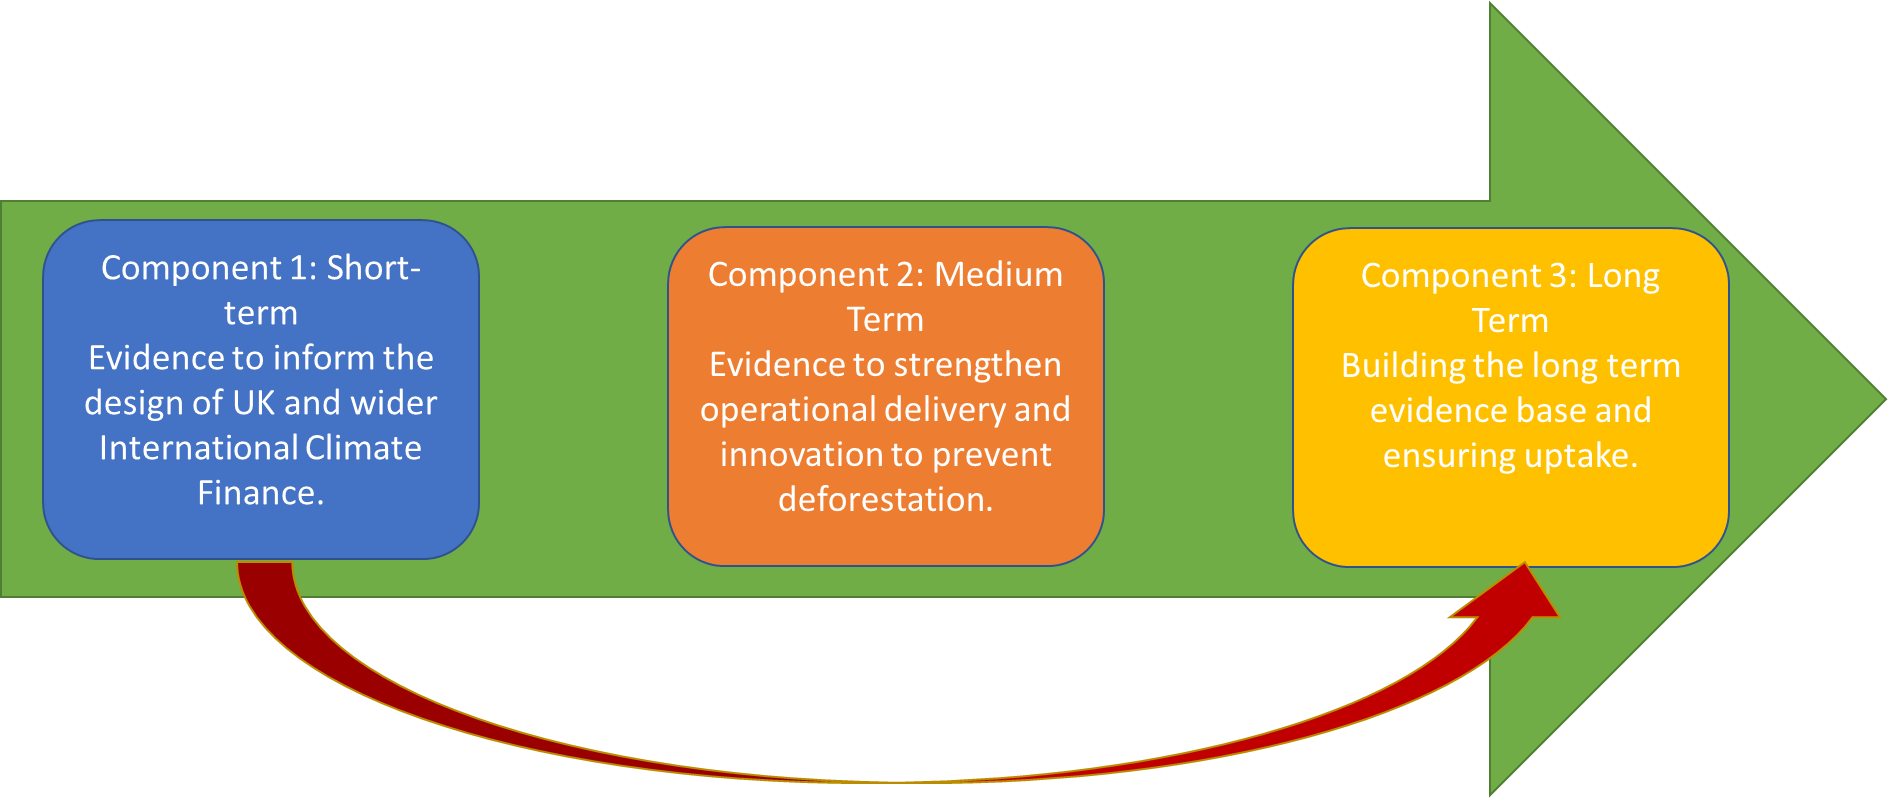 Component 1: Short-
term
Evidence to inform the
design of UK and wider
International Climate
Finance.
Component 2: Medium
Term
Evidence to strengthen
operational delivery and
innovation to prevent
deforestation.
Component 3: Long
Term
Building the long term
evidence base and
ensuring uptake.